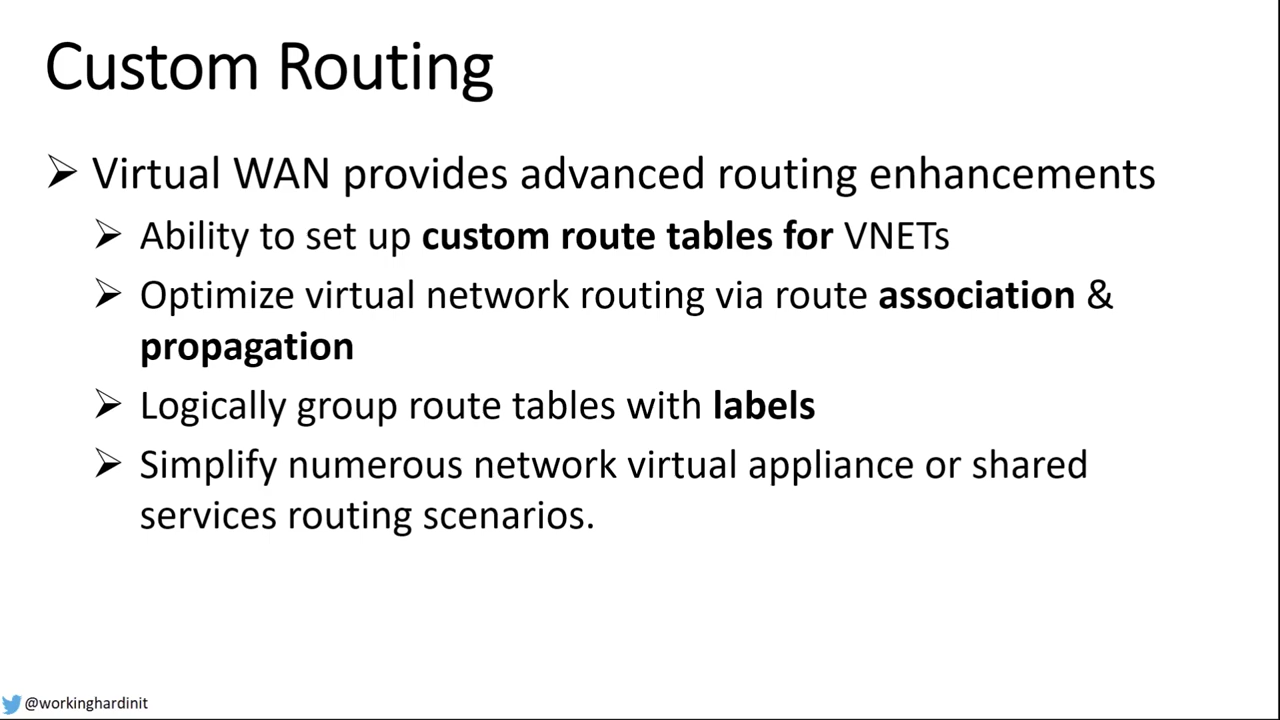 Custom Routing
Virtual WAN provides advanced routing enhancements
Ability to set up custom route tables for VNETs
Optimize virtual network routing via route association &
propagation
Logically group route tables with labels
Simplify numerous network virtual appliance or shared
services routing scenarios.
@workinghardinit